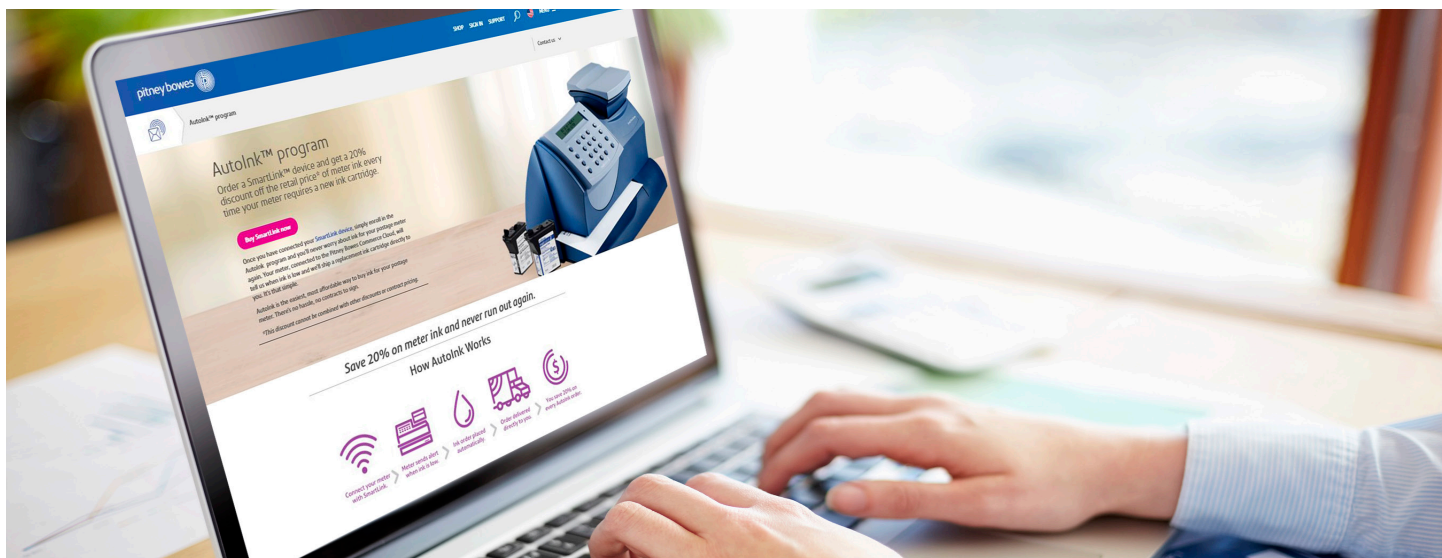 pitney bowes
SHOP SIGN IN SUPPORT
Contact us
AutoInk™ program
AutoInk™ program
Order a SmartLink™ device and get a 20%
discount off the retail price* of meter ink every
time your meter requires a new ink cartridge.
Buy SmartLink now
Once you have connected your SmartLink device, simply enroll in the
AutoInk program and you'll never worry about ink for your postage meter
again. Your meter, connected to the Pitney Bowes Commerce Cloud, will
tell us when ink is low and we'll ship a replacement ink cartridge directly to
you. It's that simple.
AutoInk is the easiest, most affordable way to buy ink for your postage
meter. There's no hassle, no contracts to sign.
*This discount cannot be combined with other discounts or contract pricing.
Save 20% on meter ink and never run out again.
How AutoInk Works
Connect your meter
with SmartLink.
Meter sends alert
when ink is low.
Ink order placed
automatically.
Order delivered
directly to you.
You save 20% on
every AutoInk order.